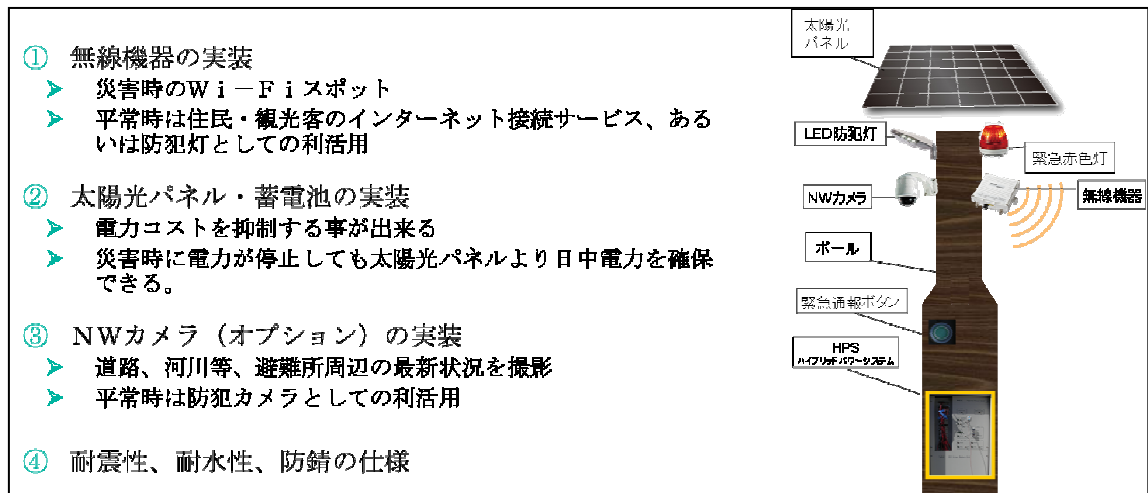 ① 無線機器の実装
➤ 災害時のＷｉ－Ｆｉスポット
➤ 平常時は住民・観光客のインターネット接続サービス、ある
いは防犯灯としての利活用
② 太陽光パネル・蓄電池の実装
➤ 電力コストを抑制する事が出来る
➤ 災害時に電力が停止しても太陽光パネルより日中電力を確保
できる。
③ ＮＷカメラ（オプション）の実装
➤ 道路、河川等、避難所周辺の最新状況を撮影
➤ 平常時は防犯カメラとしての利活用
④ 耐震性、耐水性、防錆の仕様
太陽光
パネル
LED防犯灯
緊急赤色灯
NWカメラ
無線機器
ポール
緊急通報ボタン
HPS
ハイブリッドパワーシステム